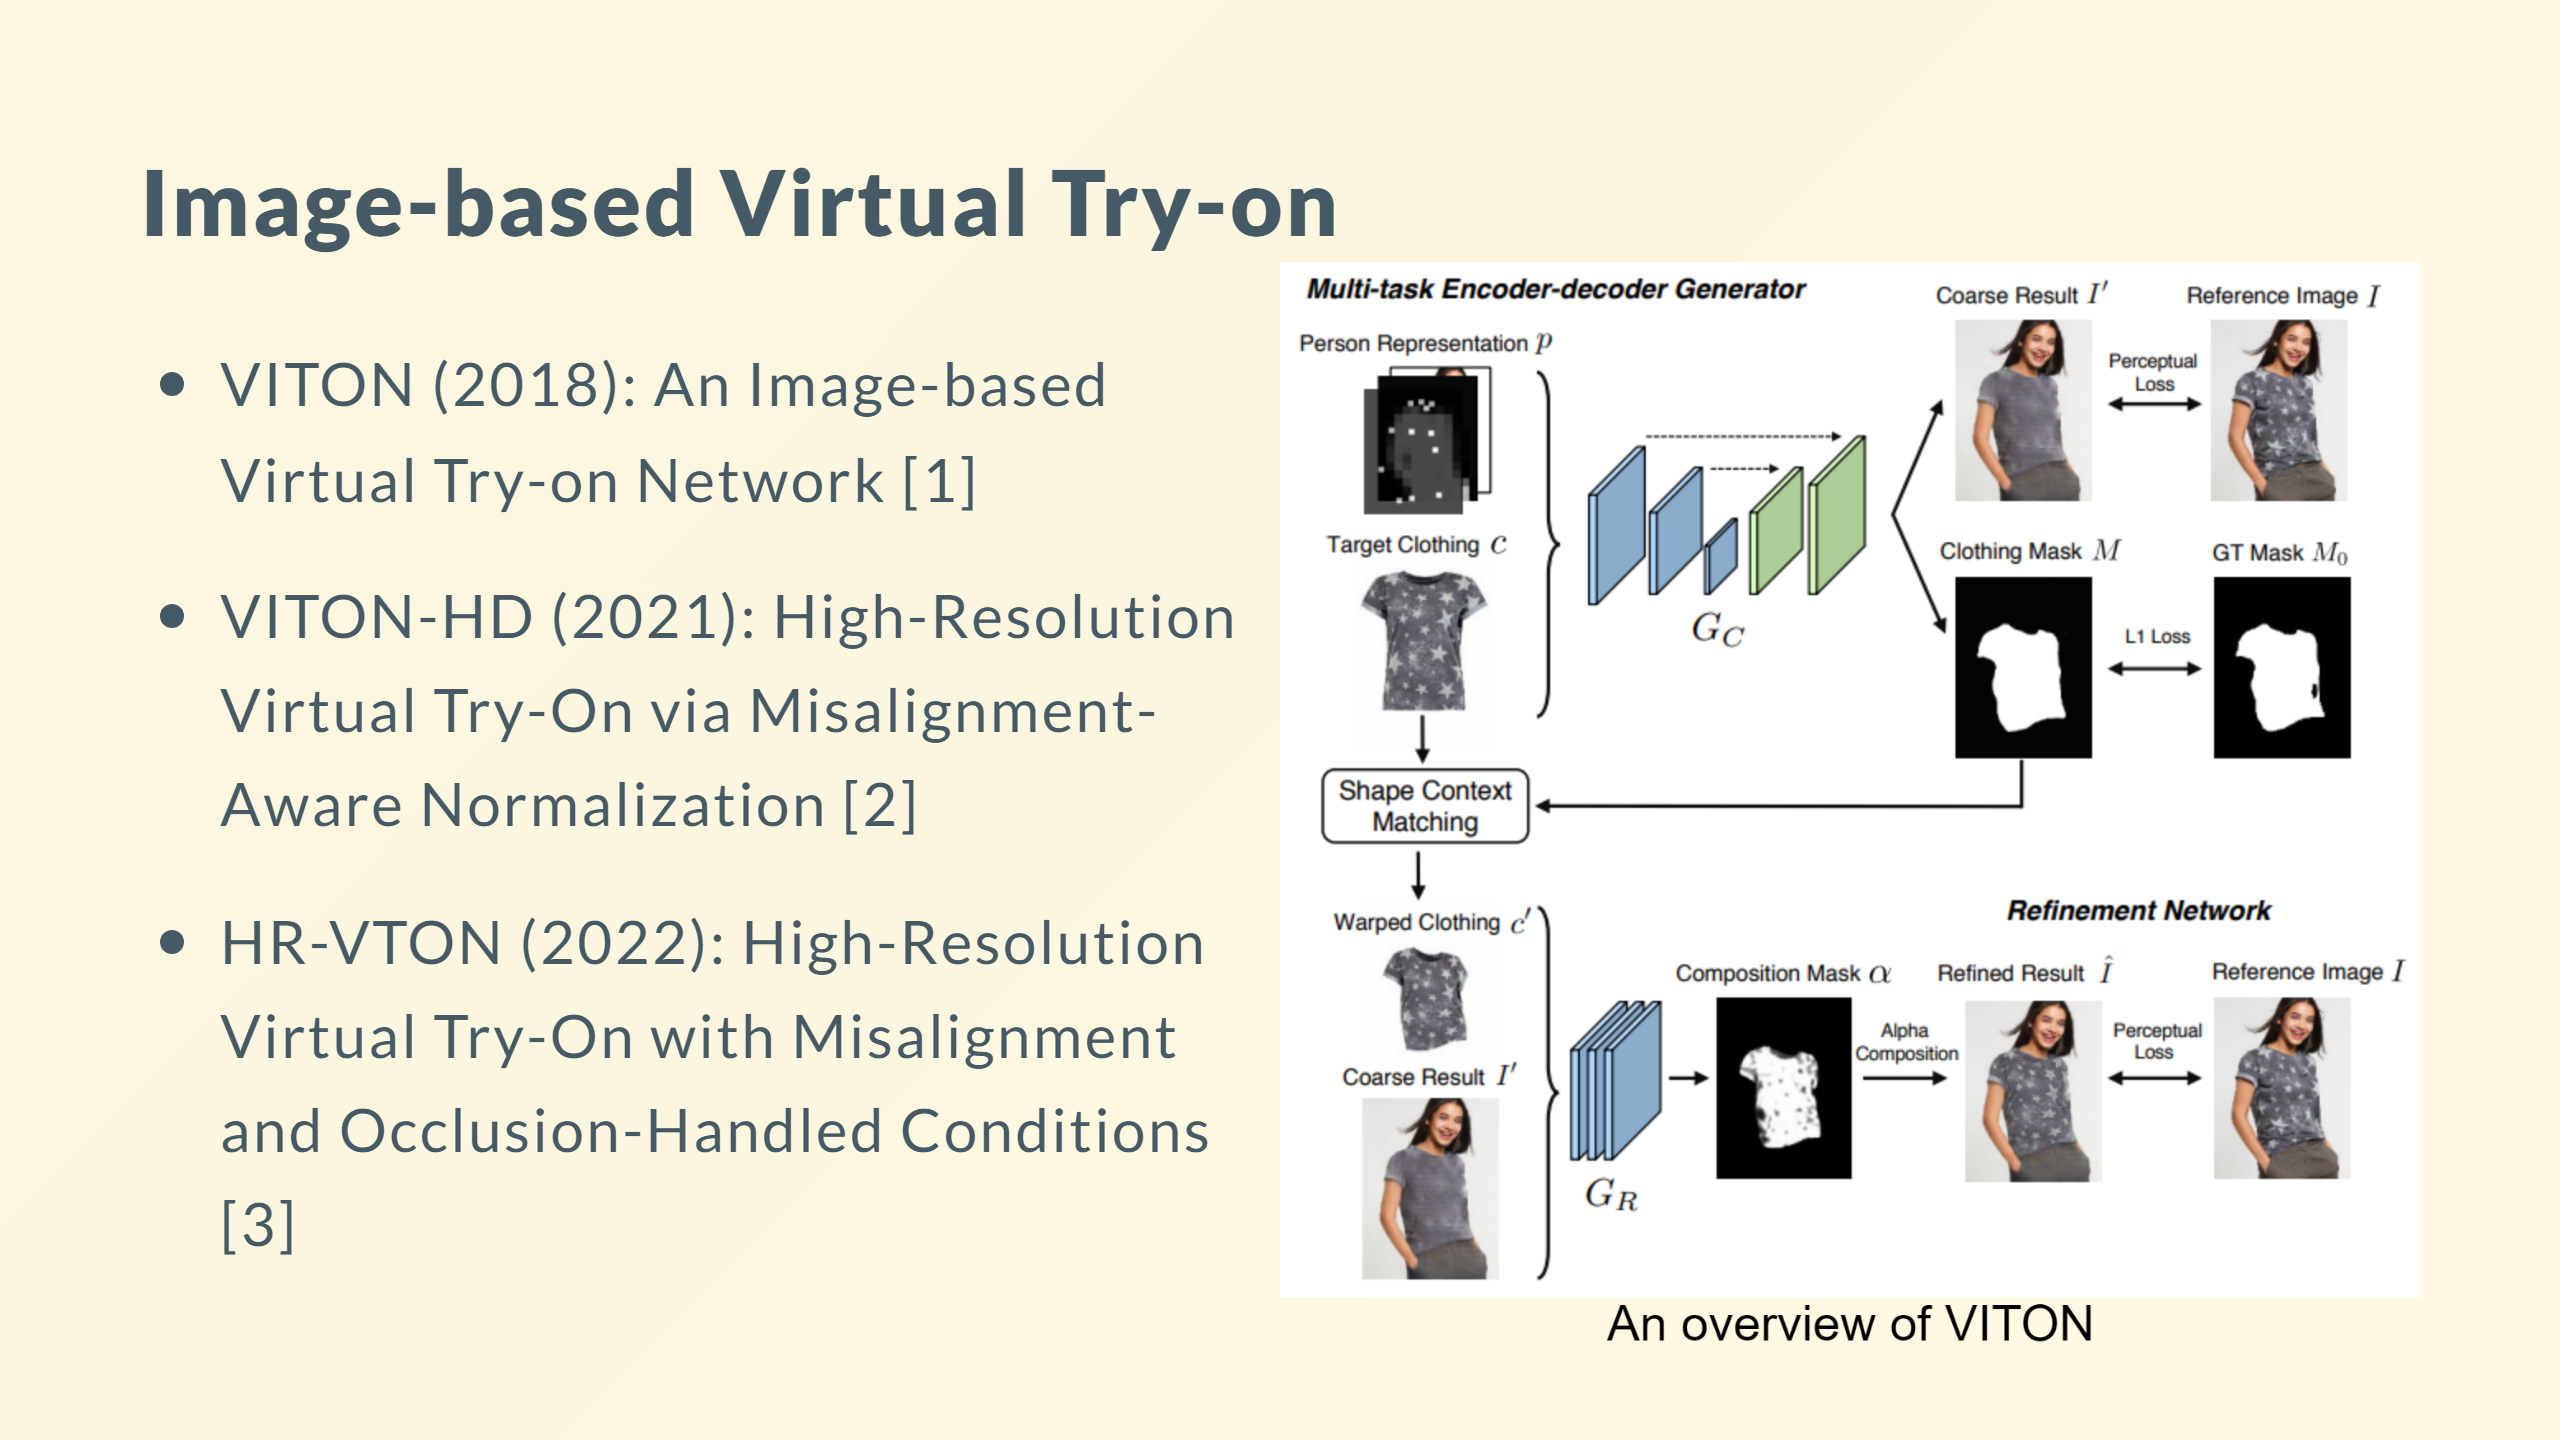 Image-based Virtual Try-on
• VITON (2018): An Image-based
Virtual Try-on Network [1]
• VITON-HD (2021): High-Resolution
Virtual Try-On via Misalignment-
Aware Normalization [2]
• HR-VTON (2022): High-Resolution
Virtual Try-On with Misalignment
and Occlusion-Handled Conditions
[3]
Multi-task Encoder-decoder Generator
Person Representation p
Target Clothing c
G_C
Coarse Result I′
Perceptual
Loss
Reference Image I
Clothing Mask M
L1 Loss
GT Mask M₀
Shape Context
Matching
Refinement Network
Warped Clothing c′
Coarse Result I′
G_R
Composition Mask α
Alpha
Composition
Refined Result Î
Perceptual
Loss
Reference Image I
An overview of VITON